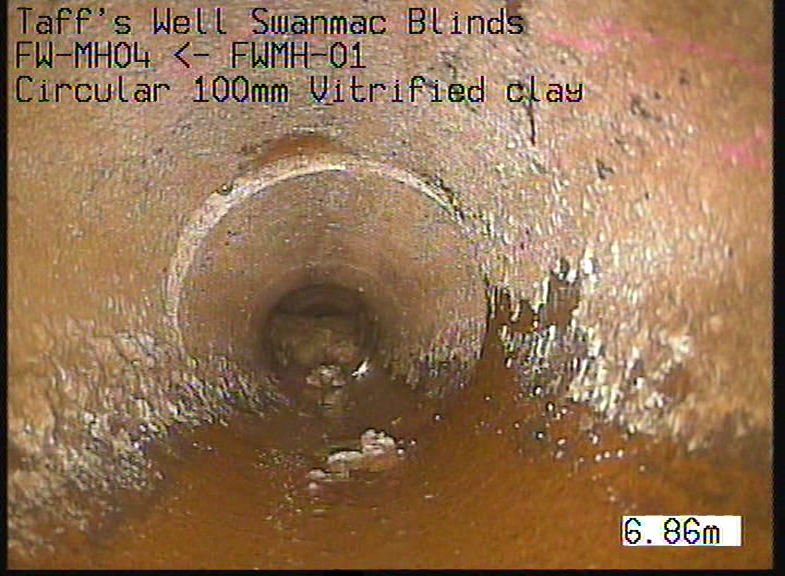 Taff's Well Swanmac Blinds
FW-MH04 <- FWMH-01
Circular 100mm Vitrified clay
6.86m